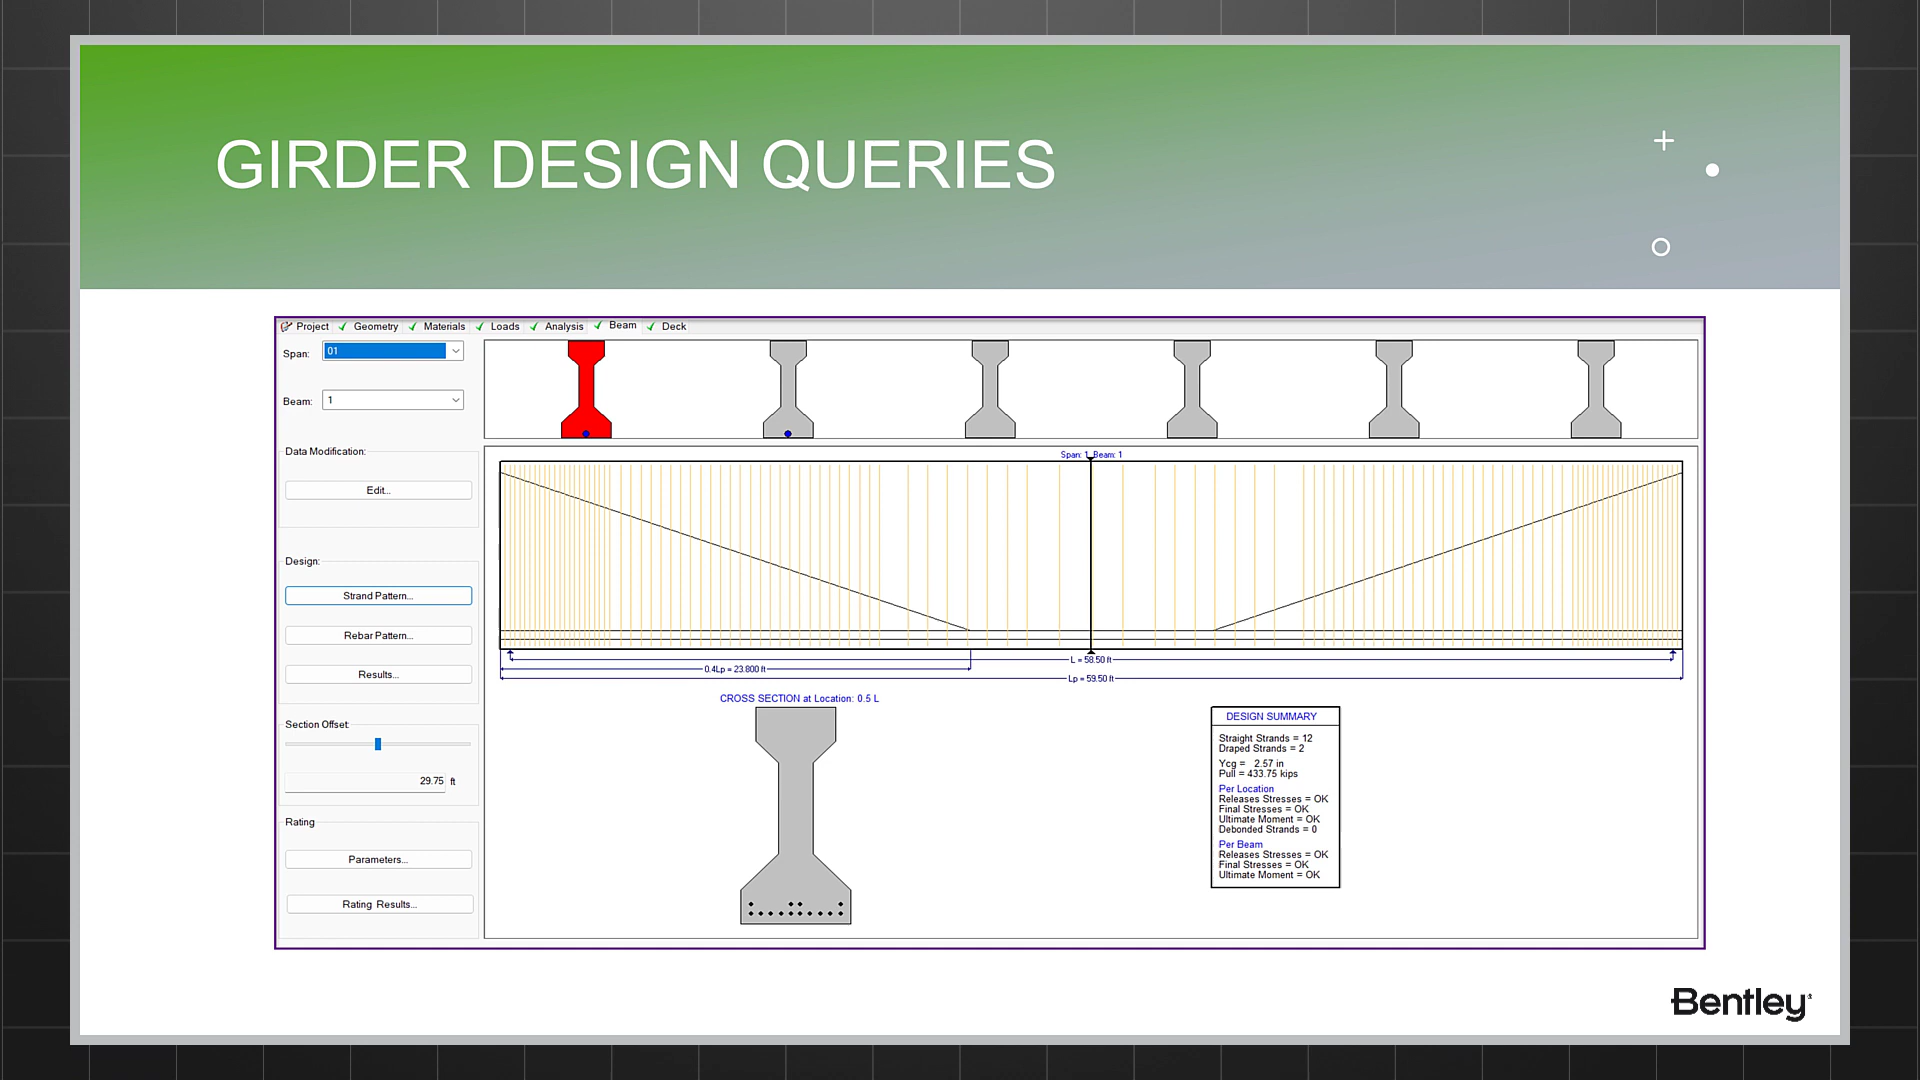 GIRDER DESIGN QUERIES
Project Geometry Materials Loads Analysis Beam Deck
Span: 01
Beam: 1
Data Modification:
Edit...
Design:
Strand Pattern...
Rebar Pattern...
Results...
Section Offset:
29.75 ft
Rating
Parameters...
Rating Results...
Span: 1, Beam: 1
L = 58.50 ft
0.4Lp = 23.800 ft
Lp = 59.50 ft
CROSS SECTION at Location: 0.5 L
DESIGN SUMMARY
Straight Strands = 12
Draped Strands = 2
Ycg = 2.57 in
Pull = 433.75 kips
Per Location
Releases Stresses = OK
Final Stresses = OK
Ultimate Moment = OK
Debonded Strands = 0
Per Beam
Releases Stresses = OK
Final Stresses = OK
Ultimate Moment = OK
Bentley